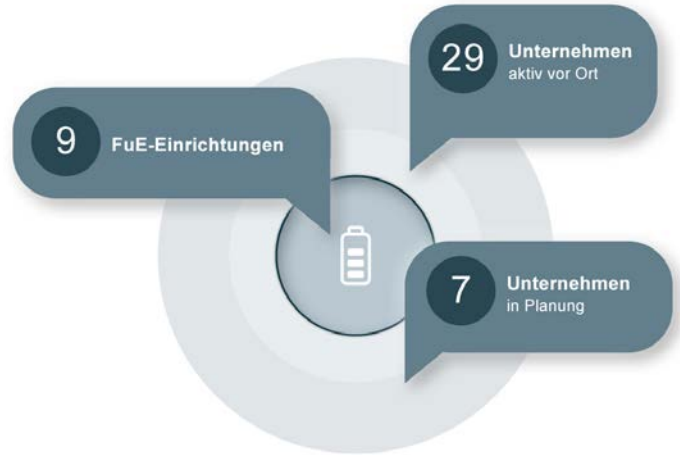 29
Unternehmen
aktiv vor Ort
9
FuE-Einrichtungen
7
Unternehmen
in Planung